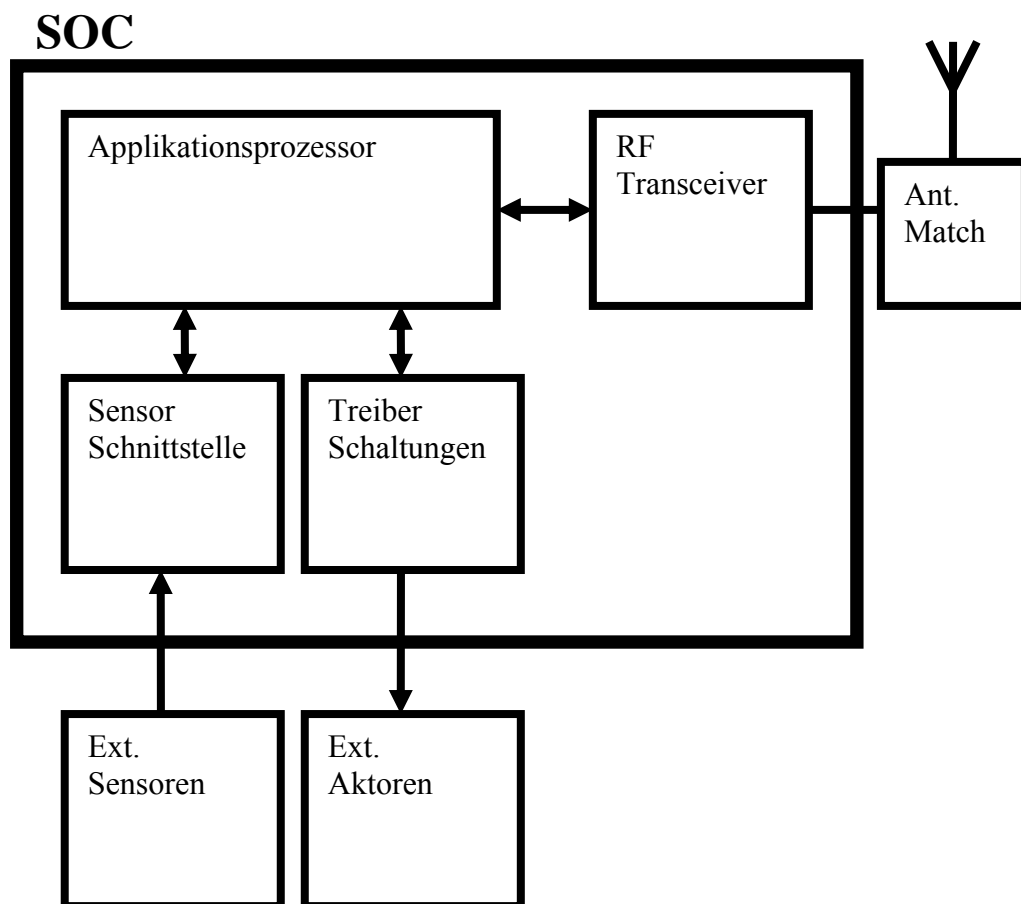 SOC
Applikationsprozessor
RF
Transceiver
Ant.
Match
Sensor
Schnittstelle
Treiber
Schaltungen
Ext.
Sensoren
Ext.
Aktoren